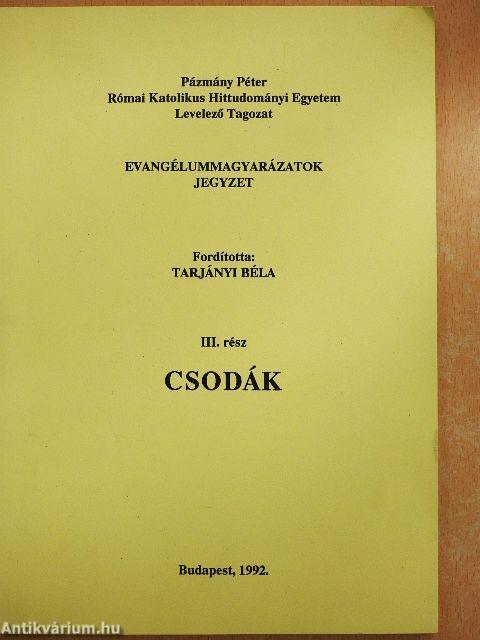 Pázmány Péter
Római Katolikus Hittudományi Egyetem
Levelező Tagozat
EVANGÉLUMMAGYARÁZATOK
JEGYZET
Fordította:
TARJÁNYI BÉLA
III. rész
CSODÁK
Budapest, 1992.
Antikvárium.hu